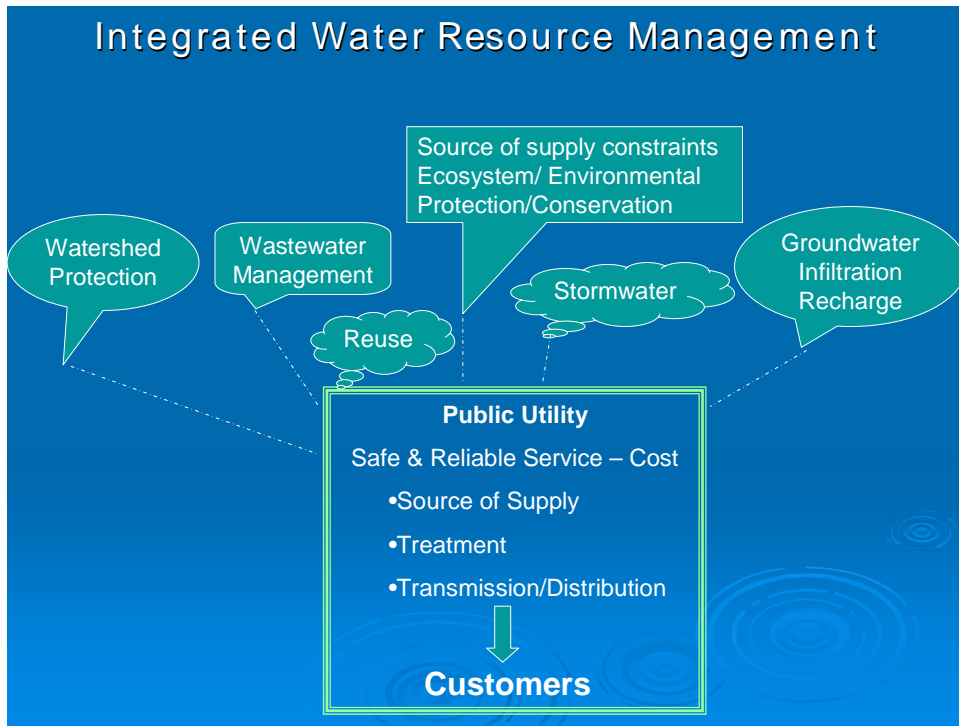 Integrated Water Resource Management
Source of supply constraints
Ecosystem/ Environmental
Protection/Conservation
Watershed
Protection
Wastewater
Management
Groundwater
Infiltration
Recharge
Stormwater
Reuse
Public Utility
Safe & Reliable Service – Cost
•Source of Supply
•Treatment
•Transmission/Distribution
Customers